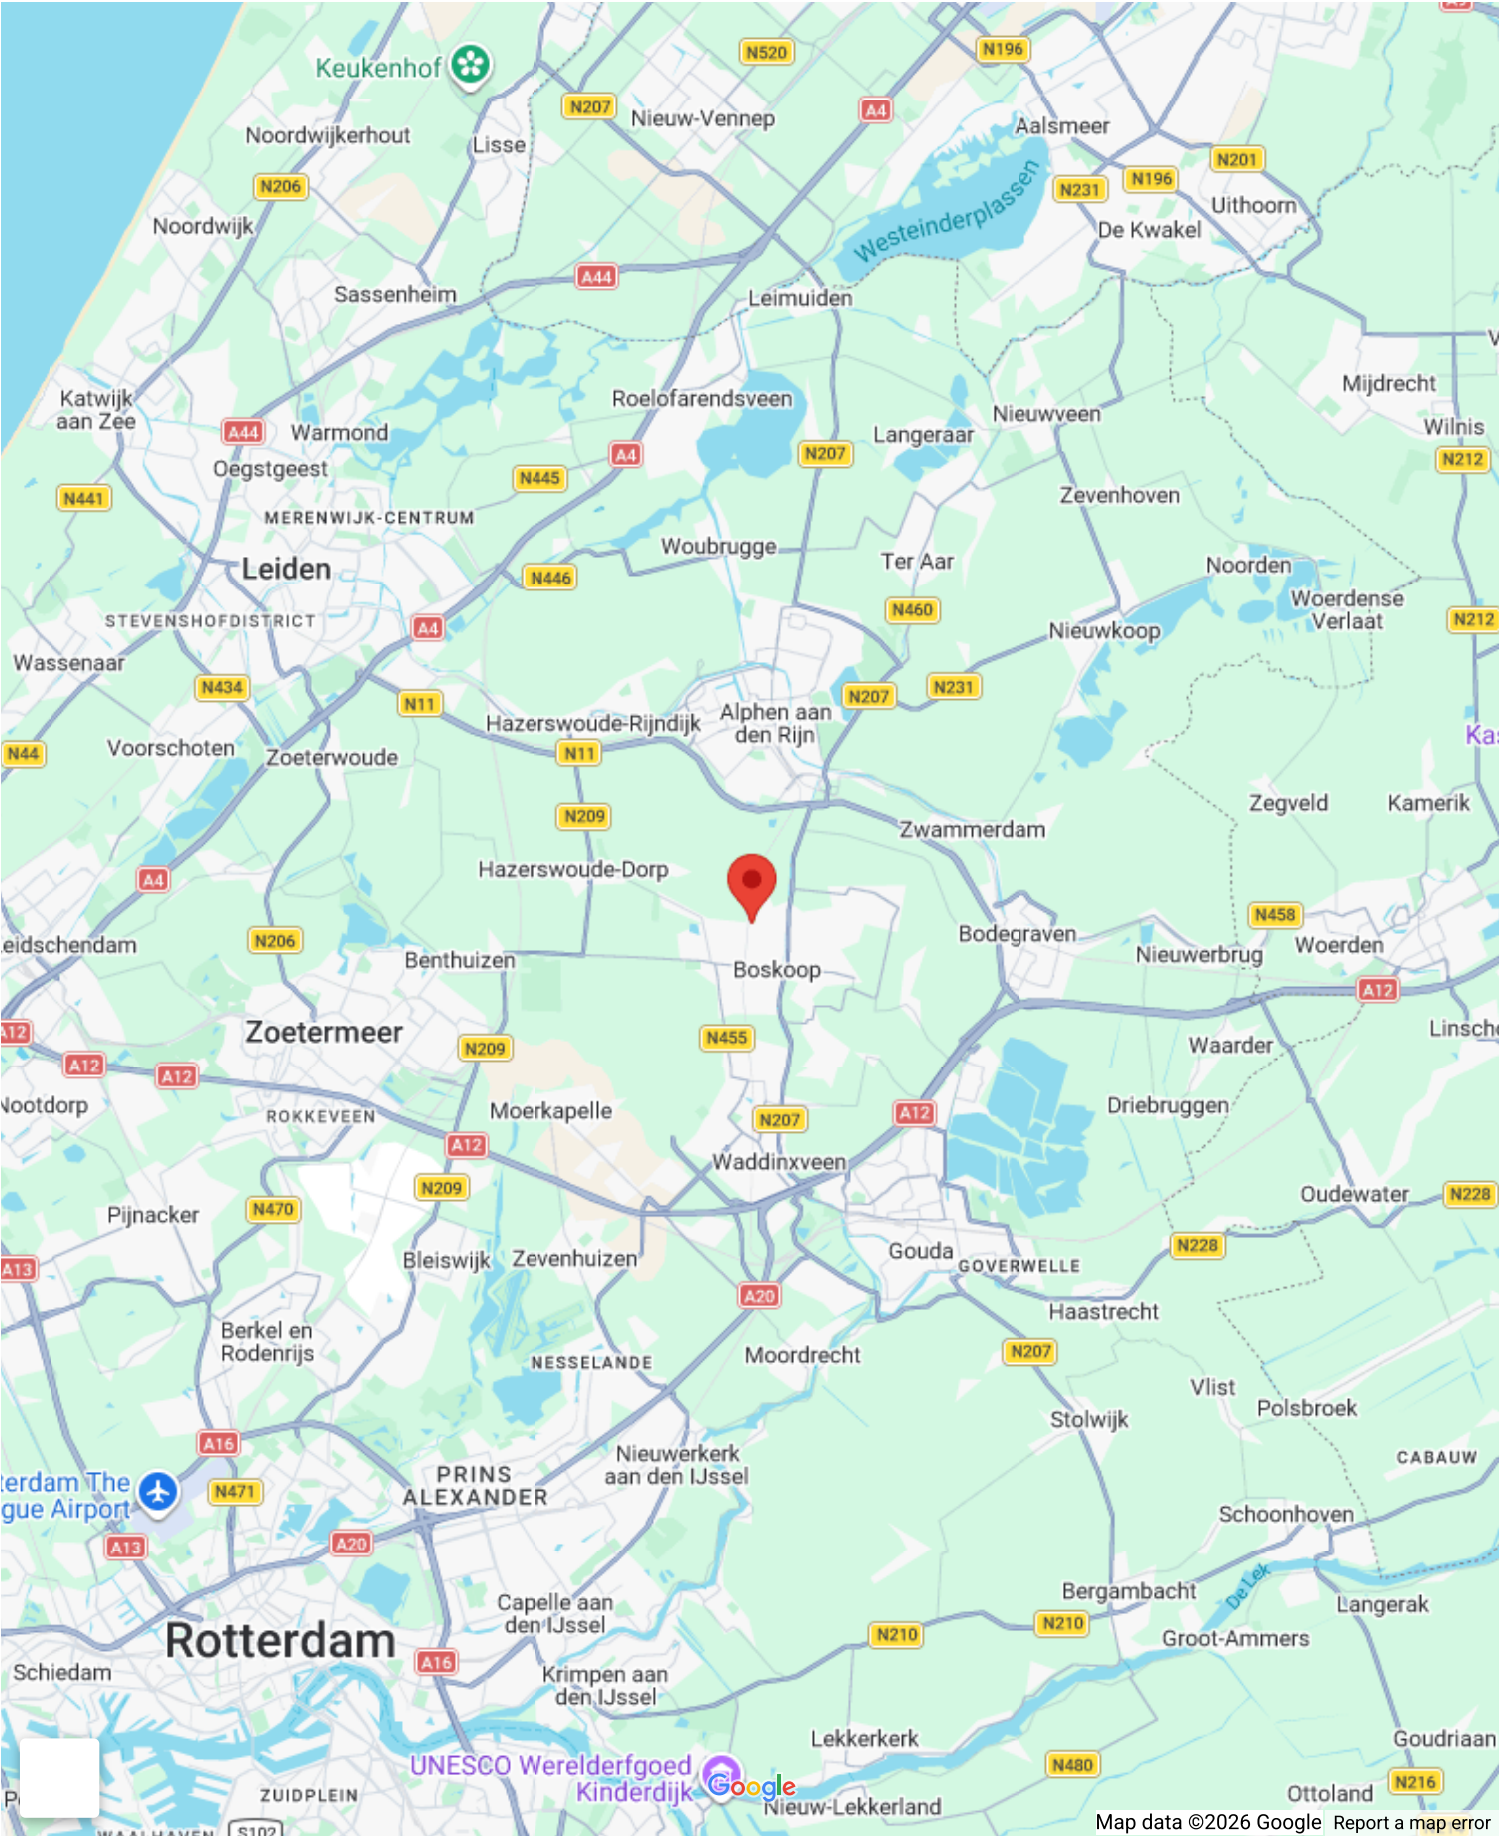 N520
N196
Keukenhof
N207
Nieuw-Vennep
A4
Aalsmeer
Noordwijkerhout
Lisse
N201
N206
N231
N196
Uithoorn
Westeinderplassen
Noordwijk
De Kwakel
A44
Sassenheim
Leimuiden
Mijdrecht
Katwijk
aan Zee
Roelofarendsveen
Nieuwveen
A44
Warmond
Langeraar
Wilnis
Oegstgeest
A4
N207
N212
N445
N441
Zevenhoven
MERENWIJK-CENTRUM
Woubrugge
Leiden
N446
Ter Aar
Noorden
Woerdense
Verlaat
N460
STEVENSHOFDISTRICT
A4
Nieuwkoop
N212
Wassenaar
N434
N11
N207
N231
Hazerswoude-Rijndijk
Alphen aan
den Rijn
Kas
N44
Voorschoten
Zoeterwoude
N11
N209
Zegveld
Kamerik
Zwammerdam
A4
Hazerswoude-Dorp
N458
eidschendam
N206
Benthuizen
Bodegraven
Nieuwerbrug
Woerden
Boskoop
A12
A12
Zoetermeer
N209
N455
Linscho
Waarder
A12
A12
Nootdorp
ROKKEVEEN
Moerkapelle
N207
A12
Driebruggen
A12
Waddinxveen
N209
N470
Oudewater
N228
Pijnacker
N228
Bleiswijk
Zevenhuizen
Gouda
GOVERWELLE
A13
A20
Haastrecht
Berkel en
Rodenrijs
NESSELANDE
Moordrecht
N207
Vlist
Polsbroek
Stolwijk
A16
Nieuwerkerk
aan den IJssel
CABAUW
PRINS
ALEXANDER
terdam The
gue Airport
N471
Schoonhoven
A13
A20
De Lek
Bergambacht
Langerak
Capelle aan
den IJssel
N210
N210
Rotterdam
Groot-Ammers
Schiedam
A16
Krimpen aan
den IJssel
Lekkerkerk
Goudriaan
UNESCO Werelderfgoed
Kinderdijk
Google
N480
N216
ZUIDPLEIN
Ottoland
Nieuw-Lekkerland
S102
Map data ©2026 Google
Report a map error